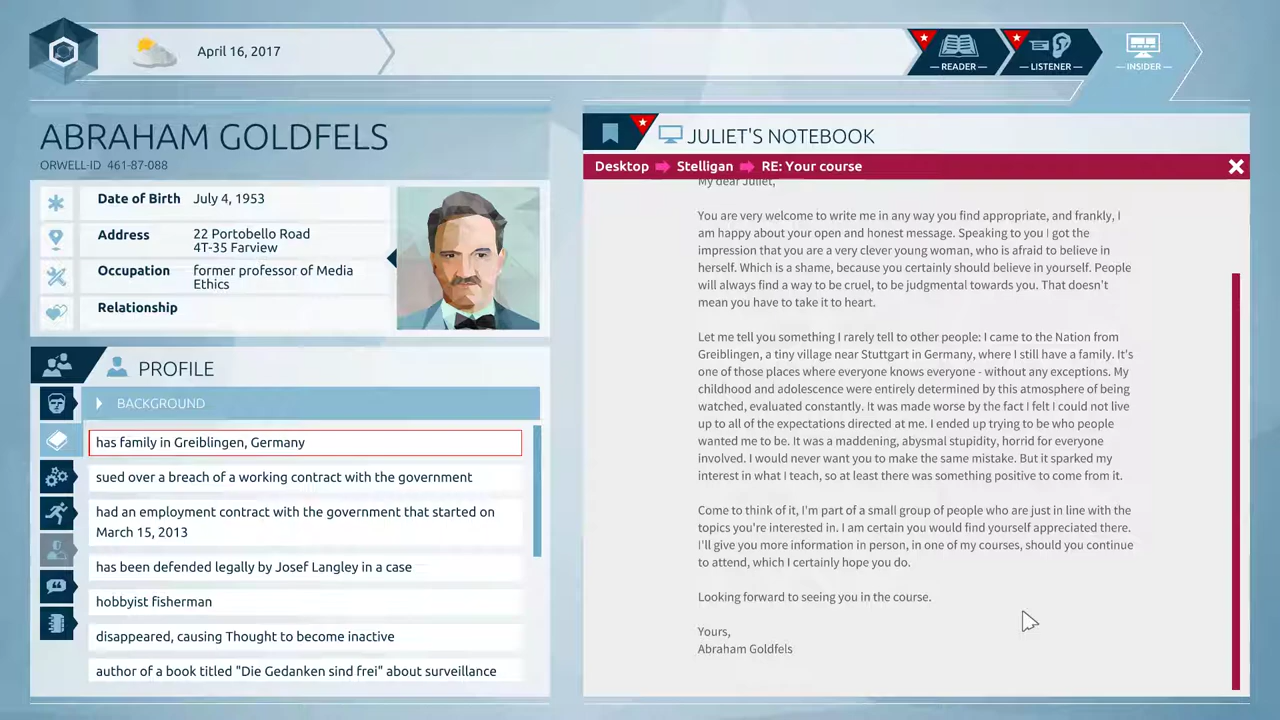 April 16, 2017
— READER —
— LISTENER —
— INSIDER —
ABRAHAM GOLDFELS
ORWELL-ID 461-87-088
Date of Birth July 4, 1953
Address 22 Portobello Road
4T-35 Farview
Occupation former professor of Media
Ethics
Relationship
PROFILE
BACKGROUND
has family in Greiblingen, Germany
sued over a breach of a working contract with the government
had an employment contract with the government that started on
March 15, 2013
has been defended legally by Josef Langley in a case
hobbyist fisherman
disappeared, causing Thought to become inactive
author of a book titled "Die Gedanken sind frei" about surveillance
JULIET'S NOTEBOOK
Desktop Stelligan RE: Your course
My dear Juliet,
You are very welcome to write me in any way you find appropriate, and frankly, I
am happy about your open and honest message. Speaking to you I got the
impression that you are a very clever young woman, who is afraid to believe in
herself. Which is a shame, because you certainly should believe in yourself. People
will always find a way to be cruel, to be judgmental towards you. That doesn't
mean you have to take it to heart.
Let me tell you something I rarely tell to other people: I came to the Nation from
Greiblingen, a tiny village near Stuttgart in Germany, where I still have a family. It's
one of those places where everyone knows everyone - without any exceptions. My
childhood and adolescence were entirely determined by this atmosphere of being
watched, evaluated constantly. It was made worse by the fact I felt I could not live
up to all of the expectations directed at me. I ended up trying to be who people
wanted me to be. It was a maddening, abysmal stupidity, horrid for everyone
involved. I would never want you to make the same mistake. But it sparked my
interest in what I teach, so at least there was something positive to come from it.
Come to think of it, I'm part of a small group of people who are just in line with the
topics you're interested in. I am certain you would find yourself appreciated there.
I'll give you more information in person, in one of my courses, should you continue
to attend, which I certainly hope you do.
Looking forward to seeing you in the course.
Yours,
Abraham Goldfels